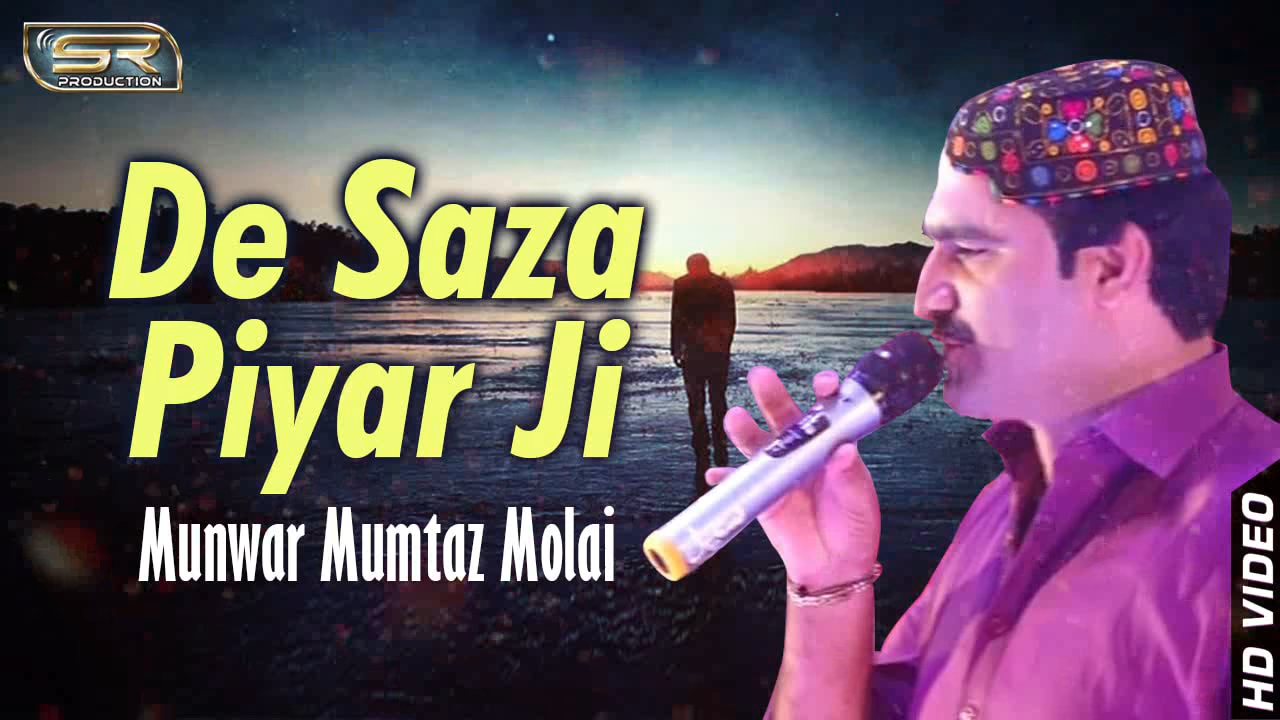 SR
PRODUCTION
De Saza
Piyar Ji
Munwar Mumtaz Molai
HD VIDEO